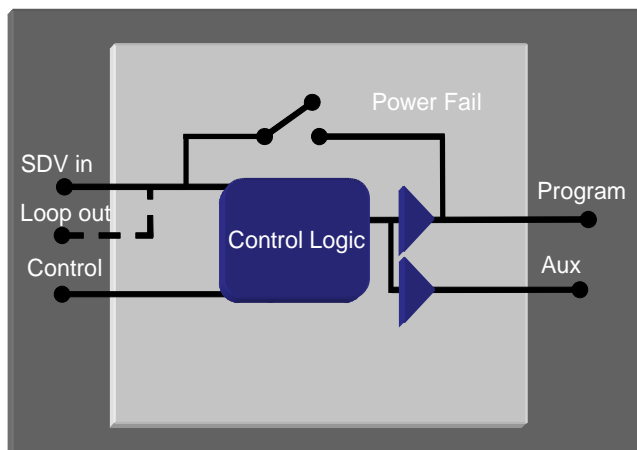 Power Fail
SDV in
Loop out
Control
Control Logic
Program
Aux